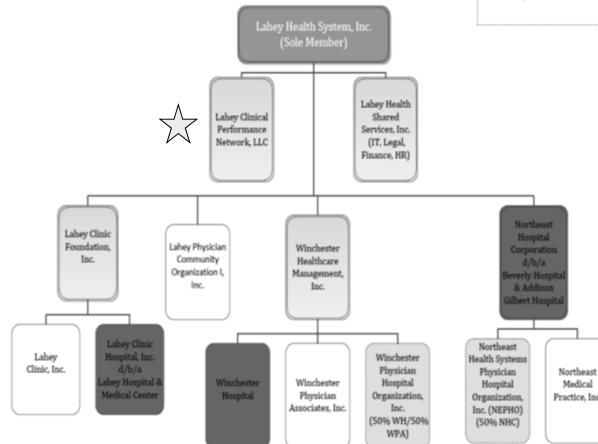 Lahey Health System, Inc.
(Sole Member)
Lahey Clinical
Performance
Network, LLC
Lahey Health
Shared
Services, Inc.
(IT, Legal,
Finance, HR)
Lahey Clinic
Foundation,
Inc.
Lahey Physician
Community
Organization I,
Inc.
Winchester
Healthcare
Management,
Inc.
Northeast
Hospital
Corporation
d/b/a
Beverly Hospital
& Addison
Gilbert Hospital
Lahey
Clinic, Inc.
Lahey Clinic
Hospital, Inc.
d/b/a
Lahey Hospital &
Medical Center
Winchester
Hospital
Winchester
Physician
Associates, Inc.
Winchester
Physician
Hospital
Organization,
Inc.
(50% WH/50%
WPA)
Northeast
Health Systems
Physician
Hospital
Organization,
Inc. (NEPHO)
(50% NHC)
Northeast
Medical
Practice, Inc